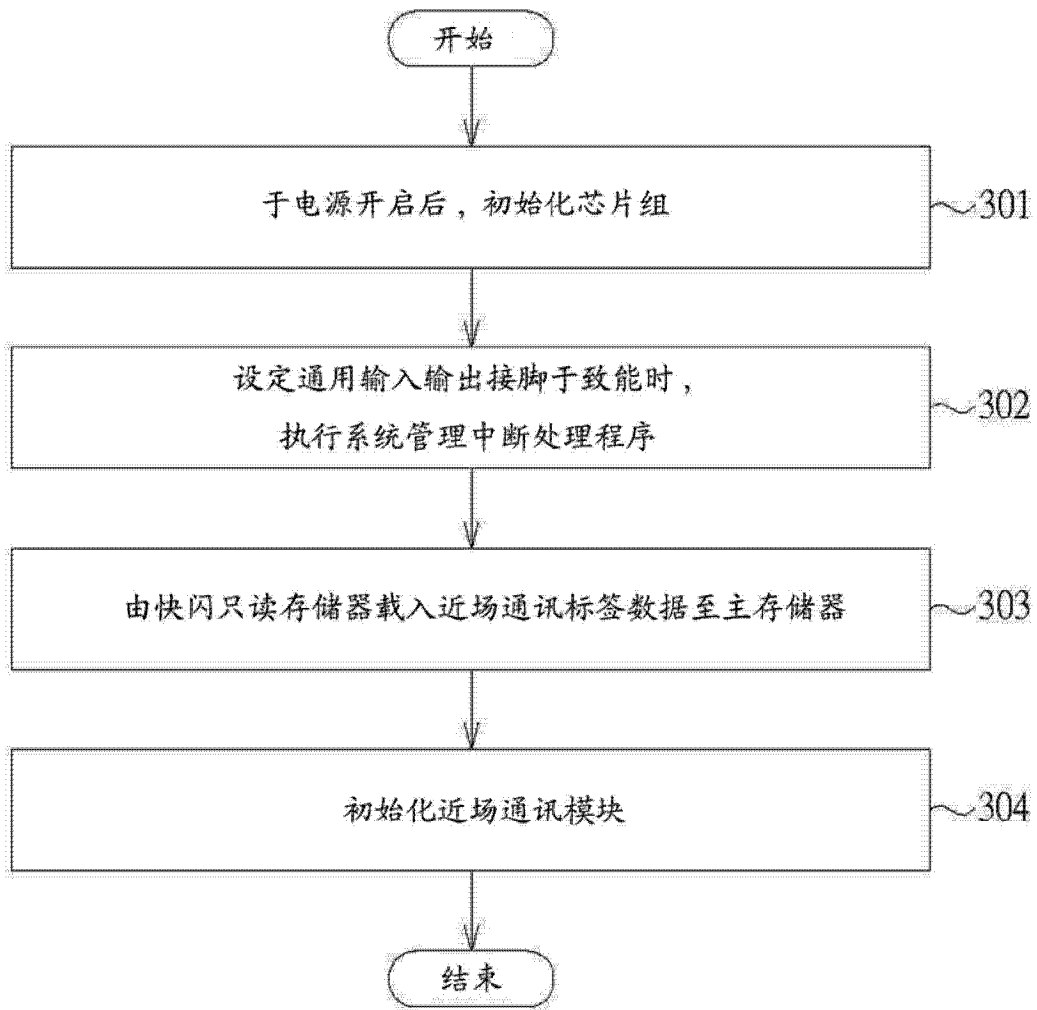 开始
于电源开启后，初始化芯片组
301
设定通用输入输出接脚于致能时，
执行系统管理中断处理程序
302
由快闪只读存储器载入近场通讯标签数据至主存储器
303
初始化近场通讯模块
304
结束